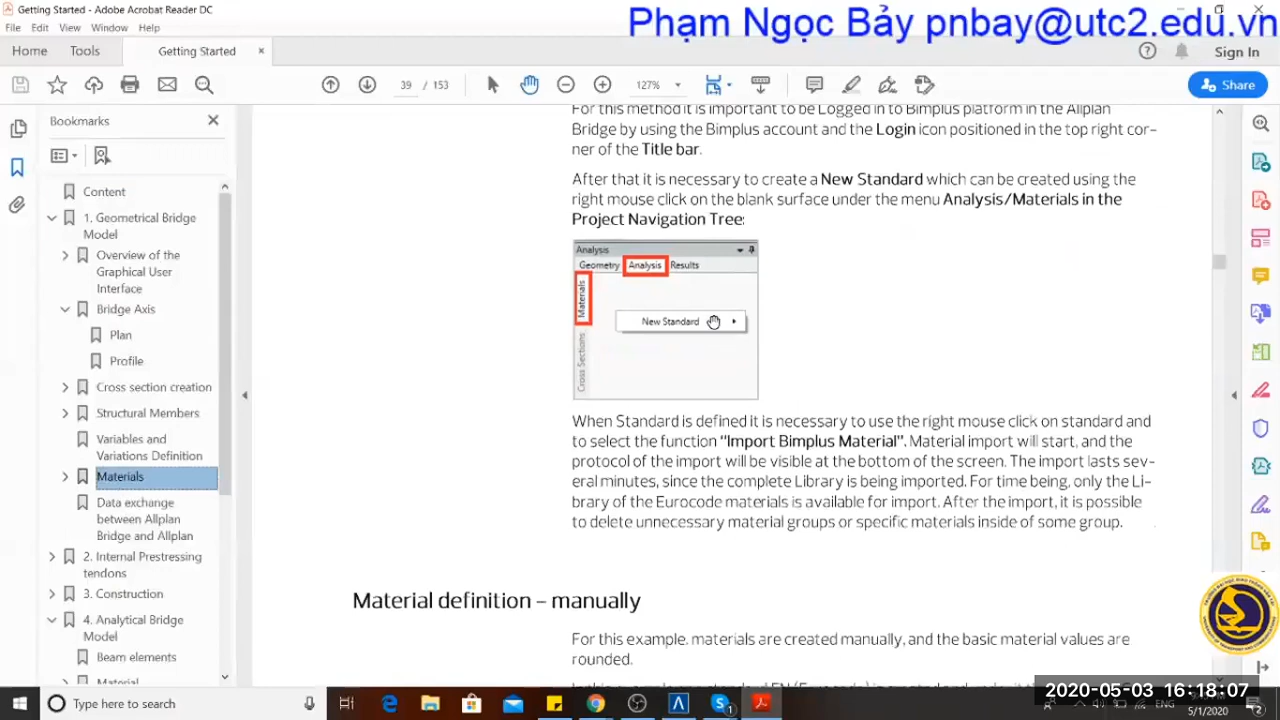 Getting Started - Adobe Acrobat Reader DC
Phạm Ngọc Bảy pnbay@utc2.edu.vn
File Edit View Window Help
Home Tools Getting Started × Sign In
39 / 153 127% Share
Bookmarks
Content
1. Geometrical Bridge
Model
Overview of the
Graphical User
Interface
Bridge Axis
Plan
Profile
Cross section creation
Structural Members
Variables and
Variations Definition
Materials
Data exchange
between Allplan
Bridge and Allplan
2. Internal Prestressing
tendons
3. Construction
4. Analytical Bridge
Model
Beam elements
Material
For this method it is important to be Logged in to Bimplus platform in the Allplan
Bridge by using the Bimplus account and the Login icon positioned in the top right cor-
ner of the Title bar.
After that it is necessary to create a New Standard which can be created using the
right mouse click on the blank surface under the menu Analysis/Materials in the
Project Navigation Tree:
Analysis
Geometry Analysis Results
Materials
New Standard
Cross Sections
When Standard is defined it is necessary to use the right mouse click on standard and
to select the function "Import Bimplus Material". Material import will start, and the
protocol of the import will be visible at the bottom of the screen. The import lasts sev-
eral minutes, since the complete Library is being imported. For time being, only the Li-
brary of the Eurocode materials is available for import. After the import, it is possible
to delete unnecessary material groups or specific materials inside of some group.
Material definition – manually
For this example, materials are created manually, and the basic material values are
rounded.
Type here to search
2020-05-03 16:18:07
ENG
5/1/2020